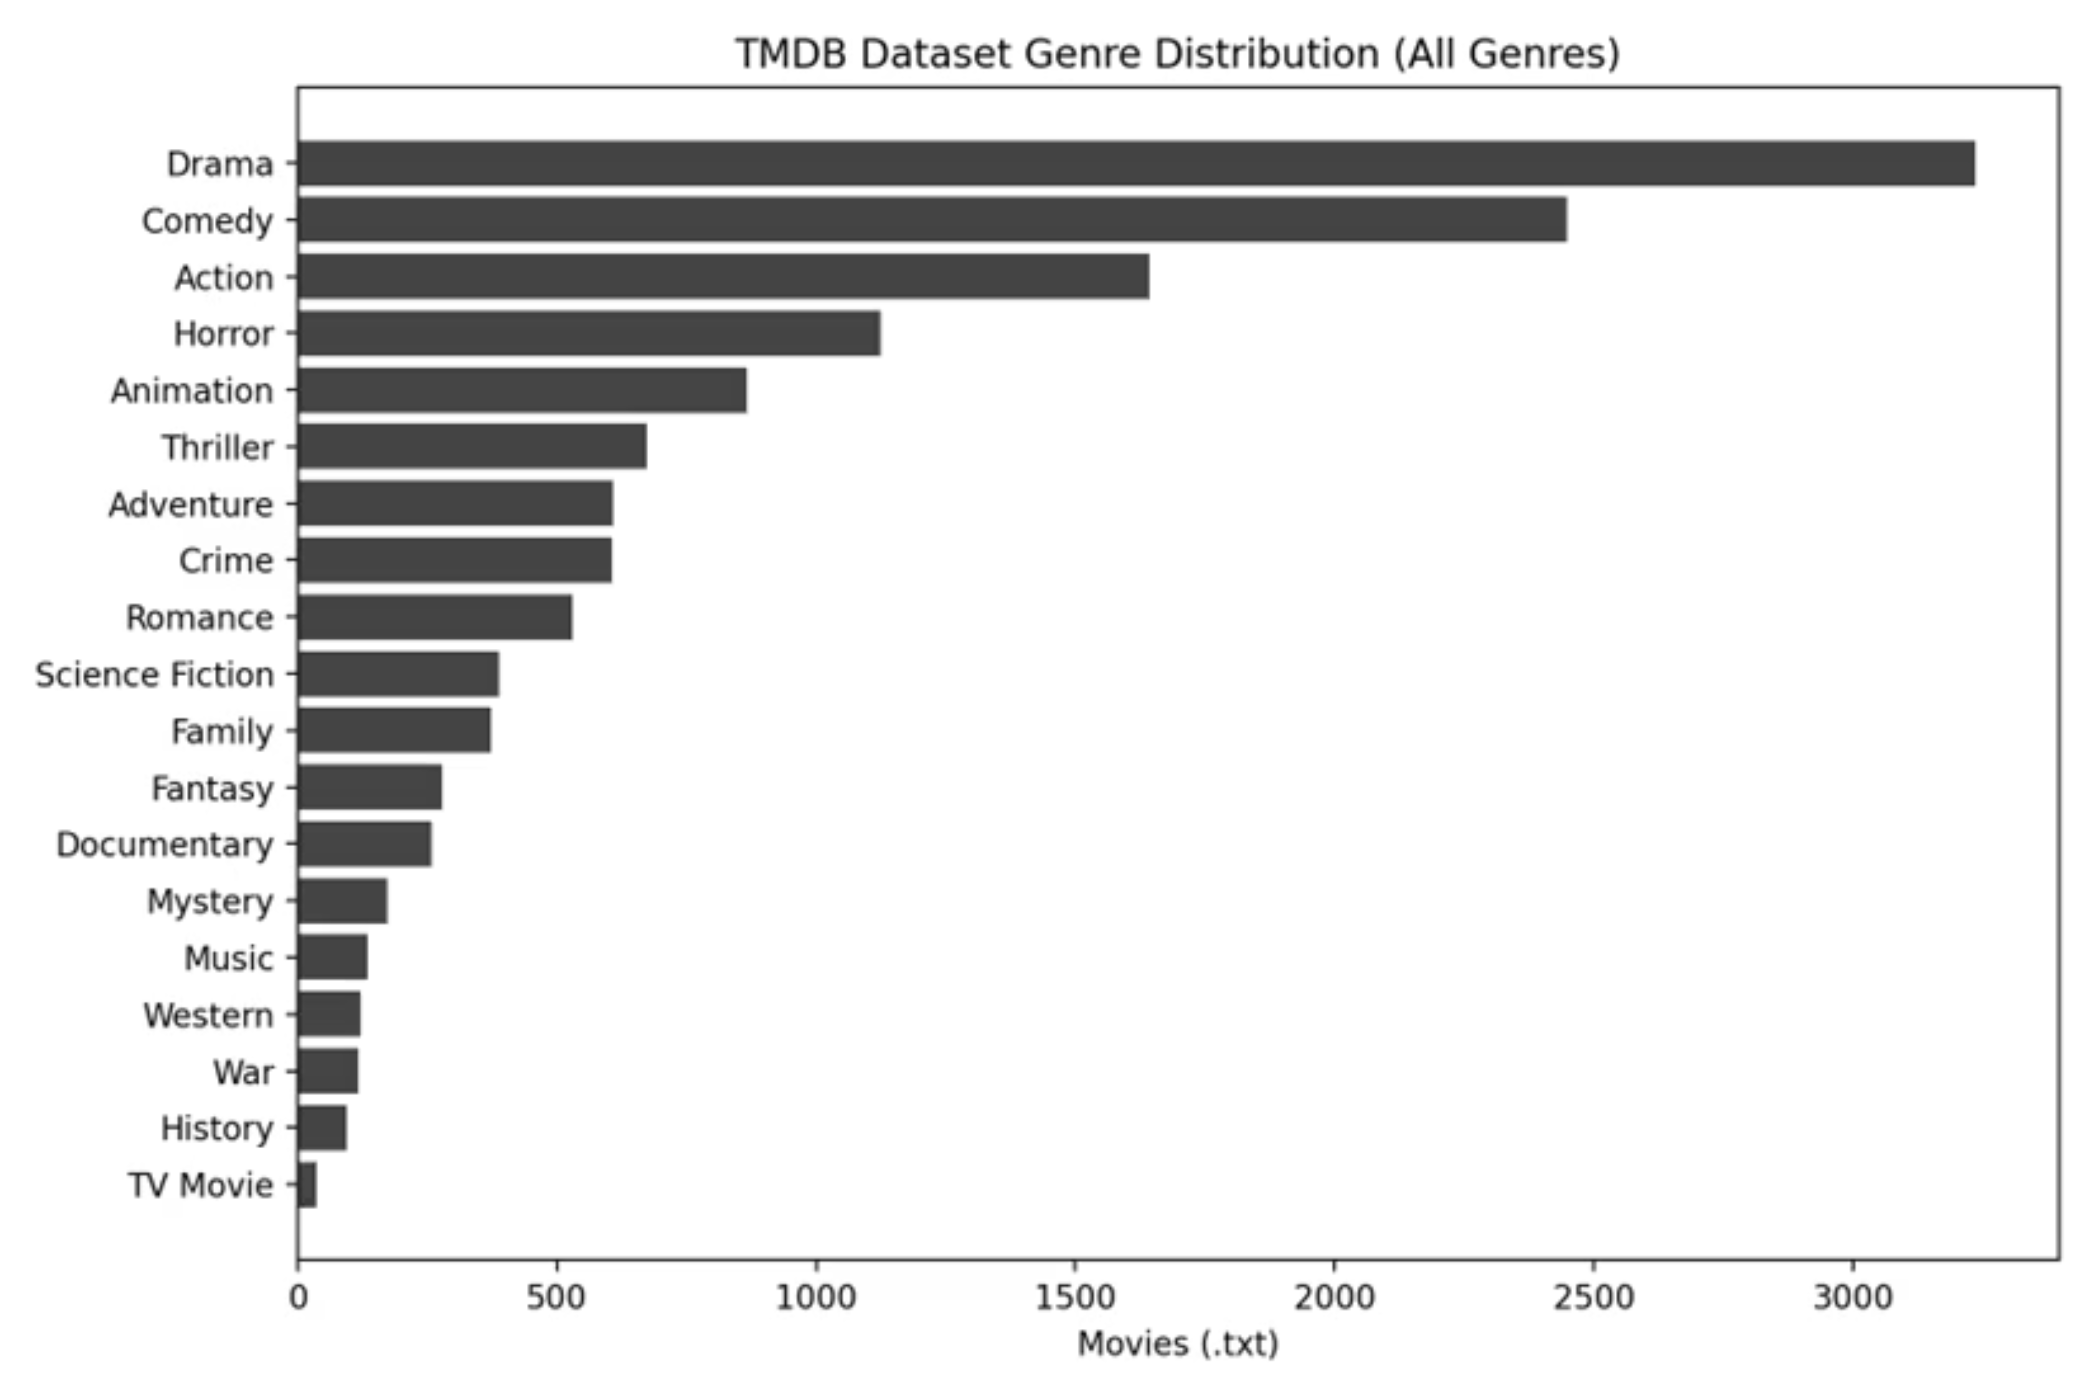 TMDB Dataset Genre Distribution (All Genres)
Drama
Comedy
Action
Horror
Animation
Thriller
Adventure
Crime
Romance
Science Fiction
Family
Fantasy
Documentary
Mystery
Music
Western
War
History
TV Movie
0 500 1000 1500 2000 2500 3000
Movies (.txt)